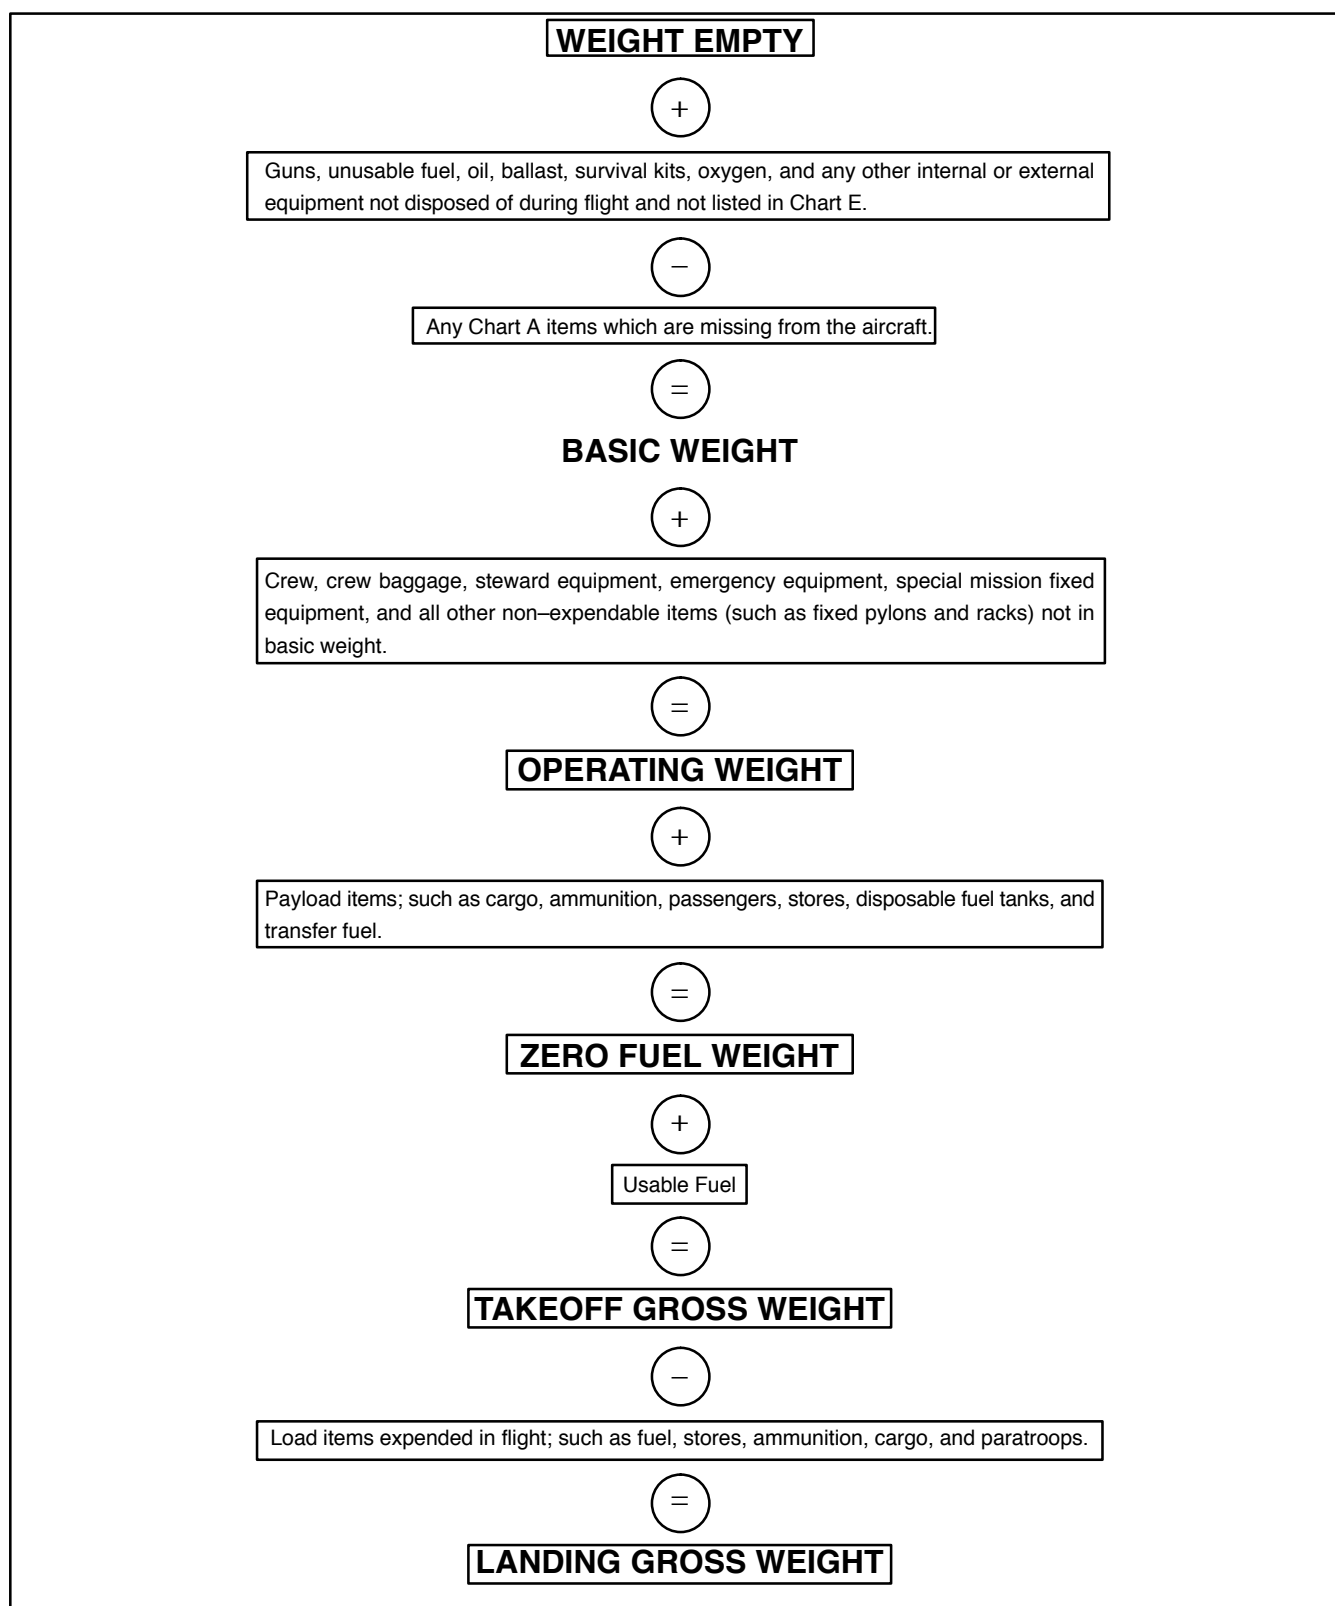 WEIGHT EMPTY
+
Guns, unusable fuel, oil, ballast, survival kits, oxygen, and any other internal or external
equipment not disposed of during flight and not listed in Chart E.
−
Any Chart A items which are missing from the aircraft.
=
BASIC WEIGHT
+
Crew, crew baggage, steward equipment, emergency equipment, special mission fixed
equipment, and all other non–expendable items (such as fixed pylons and racks) not in
basic weight.
=
OPERATING WEIGHT
+
Payload items; such as cargo, ammunition, passengers, stores, disposable fuel tanks, and
transfer fuel.
=
ZERO FUEL WEIGHT
+
Usable Fuel
=
TAKEOFF GROSS WEIGHT
−
Load items expended in flight; such as fuel, stores, ammunition, cargo, and paratroops.
=
LANDING GROSS WEIGHT